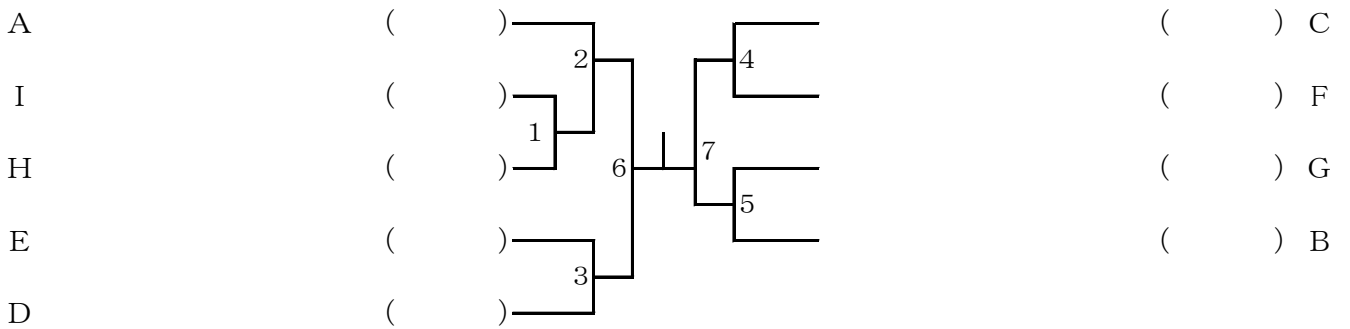 A ( ) ( ) C
2 4
I ( ) ( ) F
1
7
H ( ) 6 ( ) G
5
E ( ) ( ) B
3
D ( )